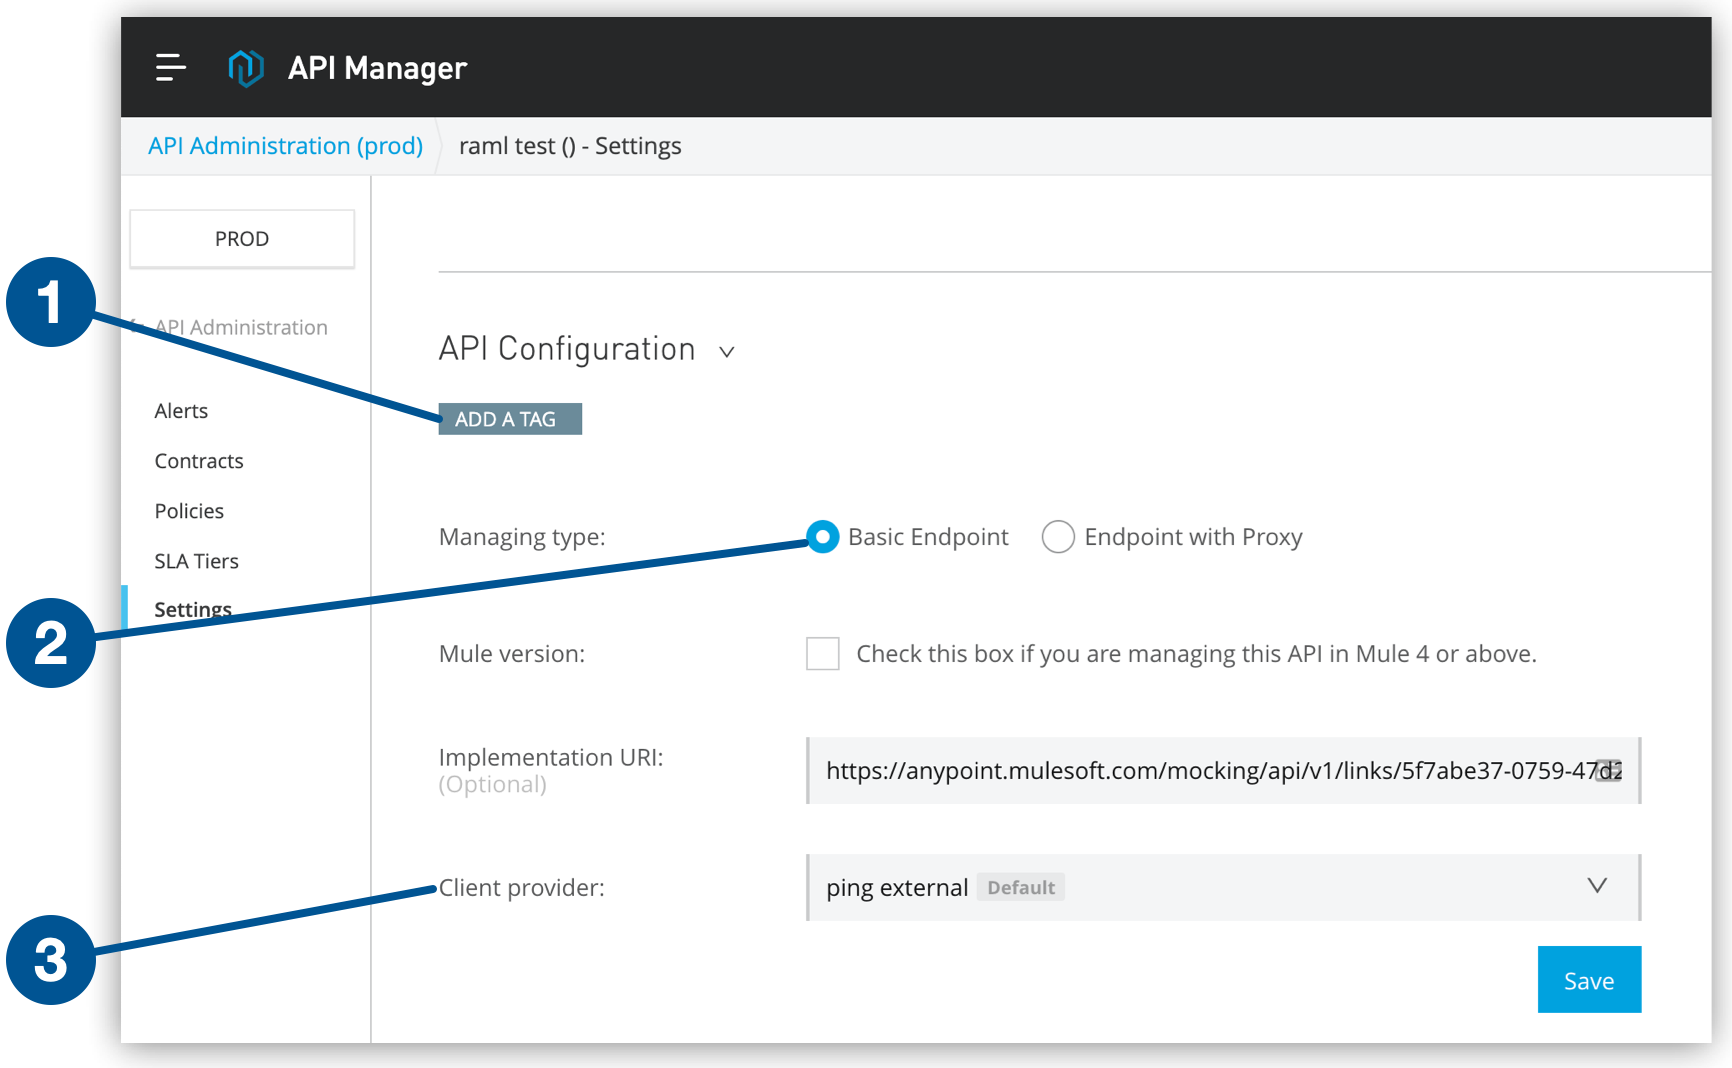 API Manager
API Administration (prod) raml test () - Settings
PROD
1
API Administration
API Configuration
Alerts
ADD A TAG
Contracts
Policies
Managing type: Basic Endpoint Endpoint with Proxy
SLA Tiers
Settings
2
Mule version: Check this box if you are managing this API in Mule 4 or above.
Implementation URI:
(Optional)
https://anypoint.mulesoft.com/mocking/api/v1/links/5f7abe37-0759-47d2
Client provider: ping external Default
3
Save